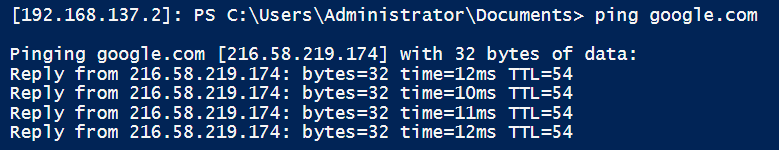 [192.168.137.2]: PS C:\Users\Administrator\Documents> ping google.com
Pinging google.com [216.58.219.174] with 32 bytes of data:
Reply from 216.58.219.174: bytes=32 time=12ms TTL=54
Reply from 216.58.219.174: bytes=32 time=10ms TTL=54
Reply from 216.58.219.174: bytes=32 time=11ms TTL=54
Reply from 216.58.219.174: bytes=32 time=12ms TTL=54